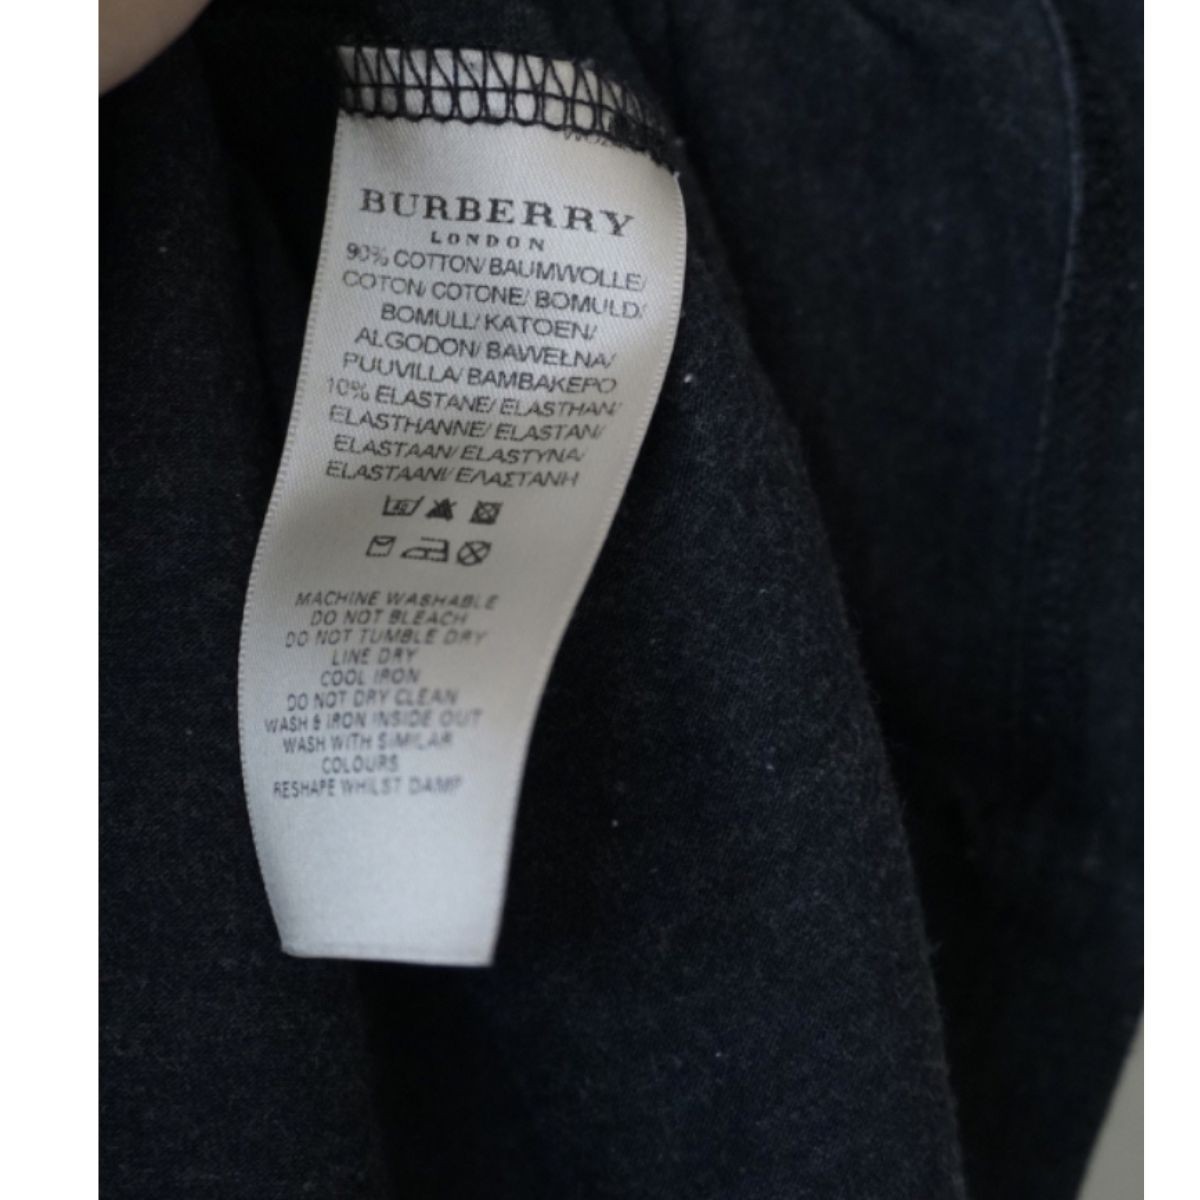 BURBERRY
LONDON
90% COTTON/ BAUMWOLLE/
COTON/ COTONE/ BOMULD/
BOMULL/ KATOEN/
ALGODON/ BAWEŁNA/
PUUVILLA/ ΒΑΜΒΑΚΕΡΟ
10% ELASTANE/ ELASTHAN/
ELASTHANNE/ ELASTAN/
ELASTAAN/ ELASTYNA/
ELASTAANI/ ΕΛΑΣΤΑΝΗ
MACHINE WASHABLE
DO NOT BLEACH
DO NOT TUMBLE DRY
LINE DRY
COOL IRON
DO NOT DRY CLEAN
WASH & IRON INSIDE OUT
WASH WITH SIMILAR
COLOURS
RESHAPE WHILST DAMP